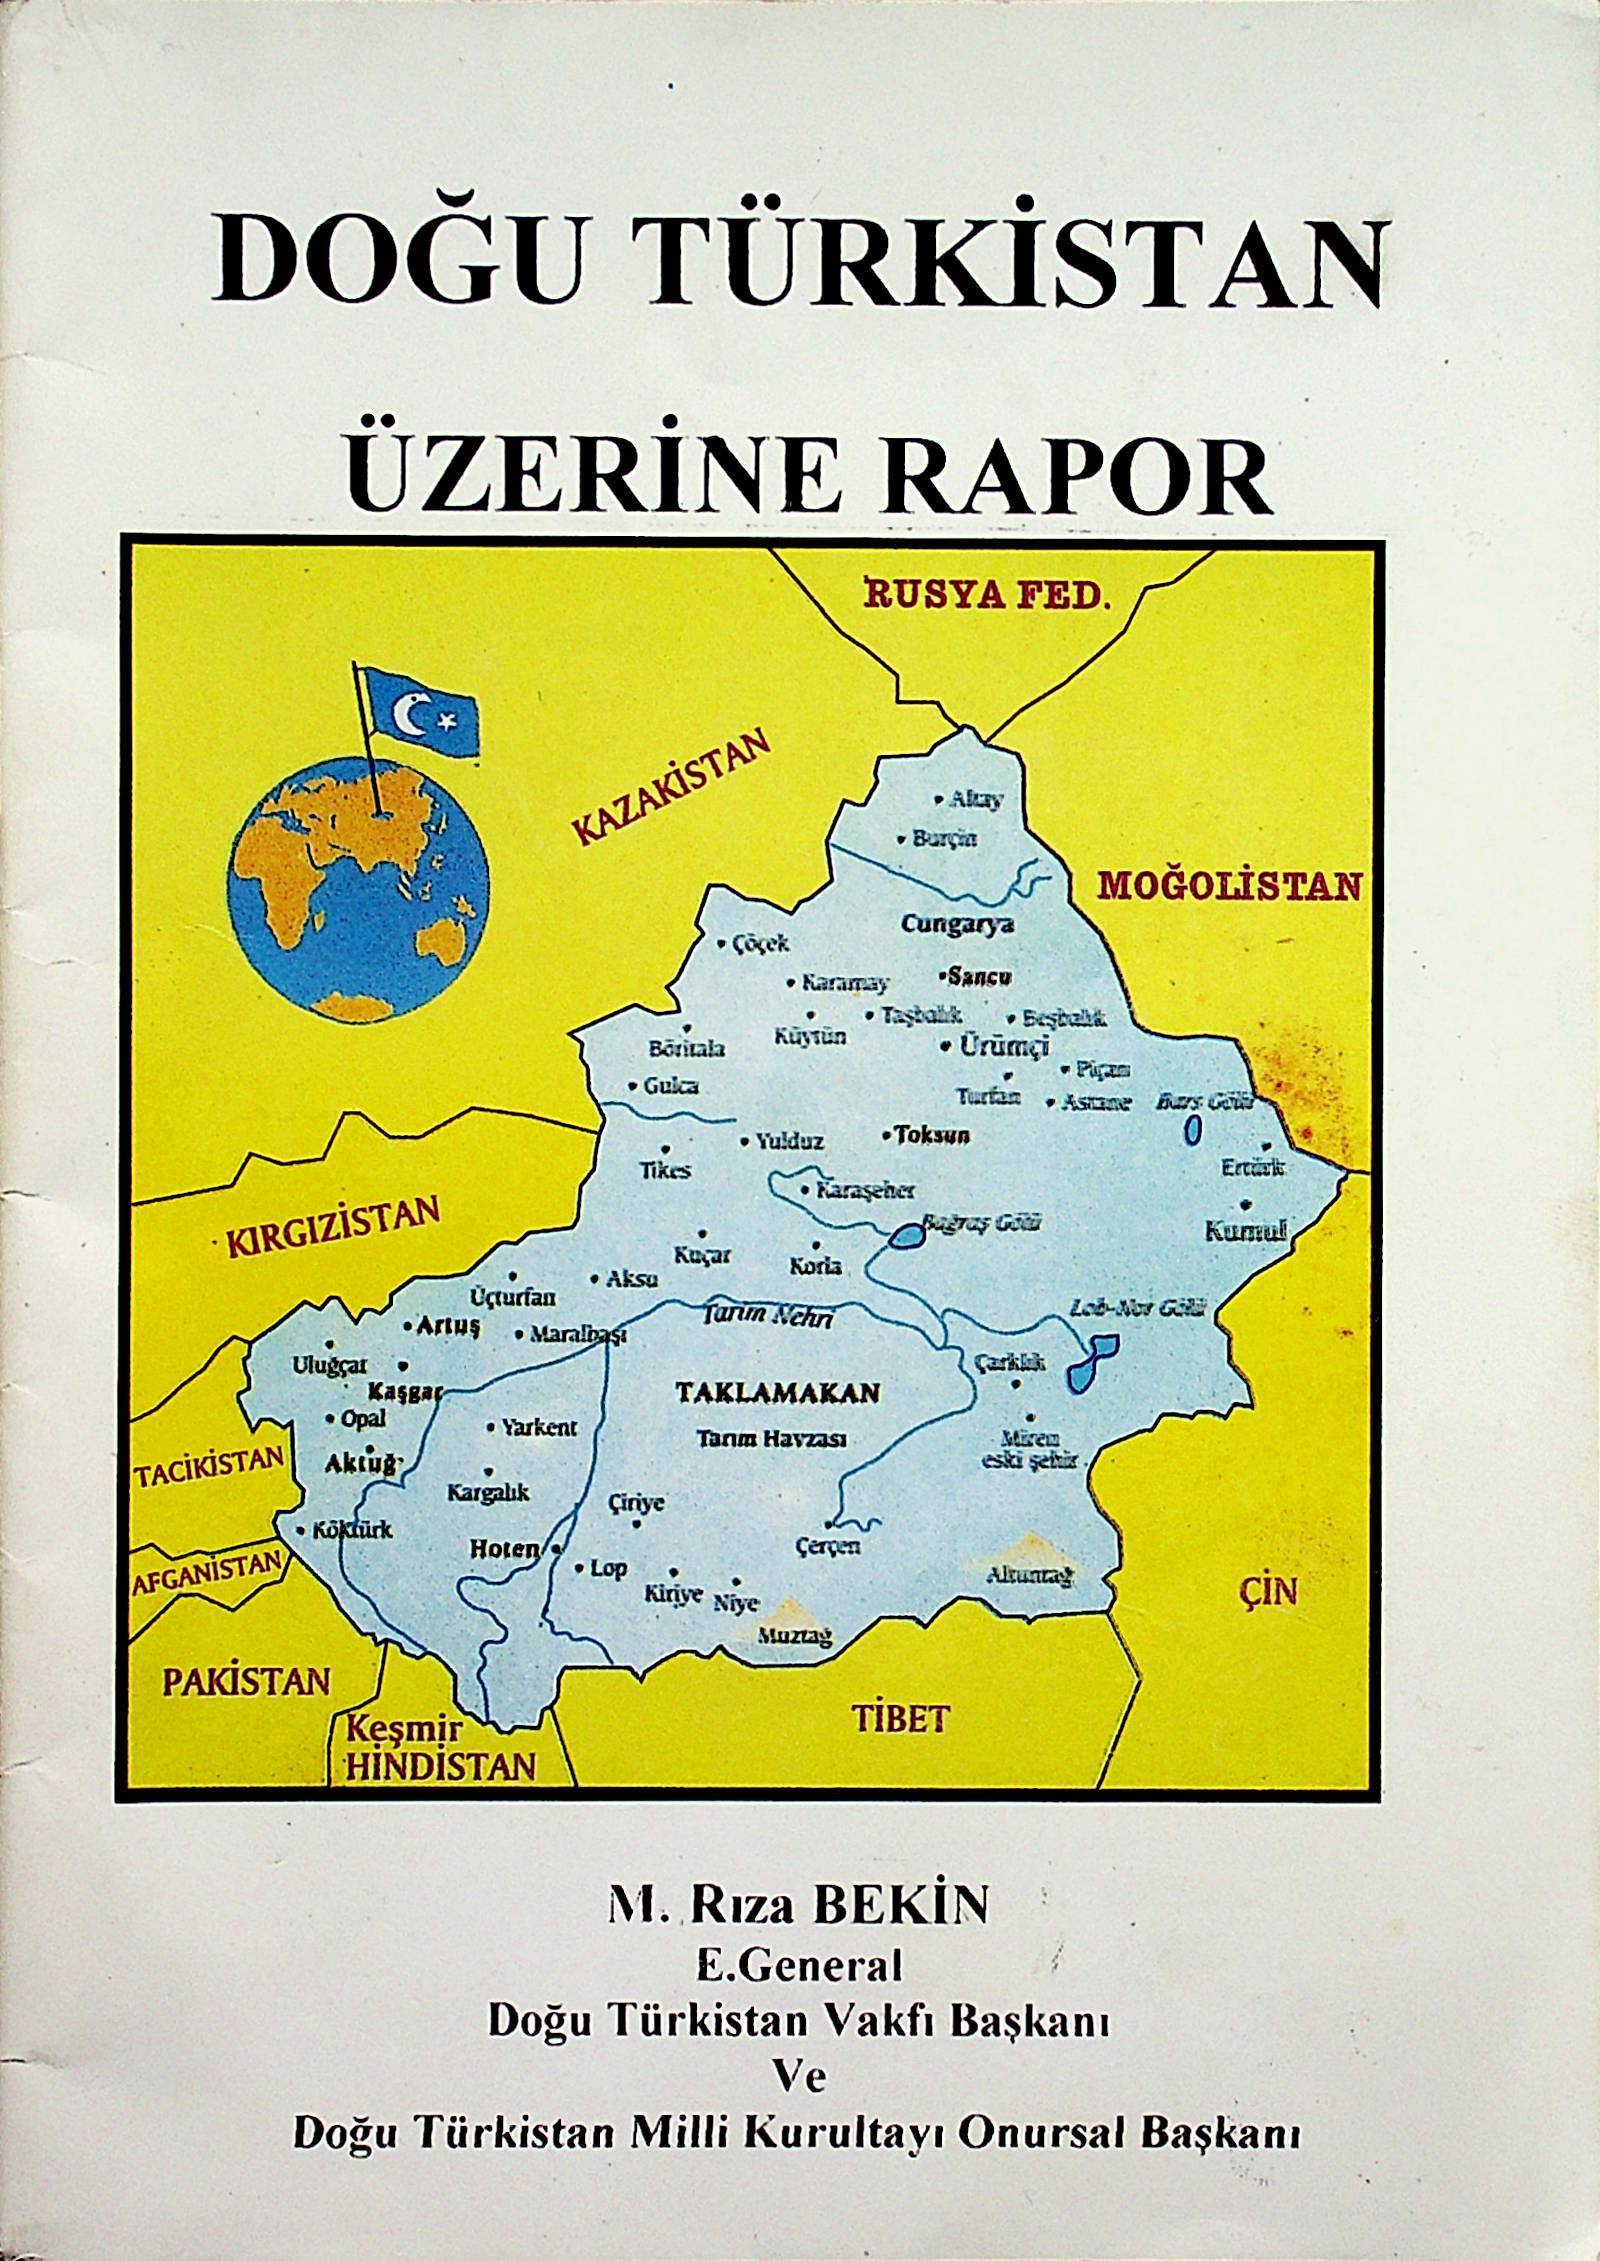 DOĞU TÜRKİSTAN
ÜZERİNE RAPOR
RUSYA FED.
KAZAKİSTAN
MOĞOLİSTAN
Altay
Burçin
Cungarya
Çöçek
Karamay
Sancu
Küytün
Taşbalık
Beşbalık
Böritala
Ürümçi
Gulca
Turfan
Piçan
Astane
Bars Gölü
Tikes
Yulduz
Toksun
Ertürk
Karaşeher
KIRGIZİSTAN
Bağraş Gölü
Kumul
Kuçar
Korla
Üçturfan
Aksu
Tarım Nehri
Lob-Nor Gölü
Artuş
Maralbaşı
Uluğçat
Kaşgar
TAKLAMAKAN
Çarklık
Opal
Yarkent
Tarım Havzası
Miren
eski şehir
TACİKİSTAN
Aktuğ
Kargalık
Çiriye
Köktürk
Hoten
Çerçen
AFGANİSTAN
Lop
Kiriye
Niye
Altuntağ
ÇİN
Muztağ
PAKİSTAN
TİBET
Keşmir
HİNDİSTAN
M. Rıza BEKİN
E.General
Doğu Türkistan Vakfı Başkanı
Ve
Doğu Türkistan Milli Kurultayı Onursal Başkanı